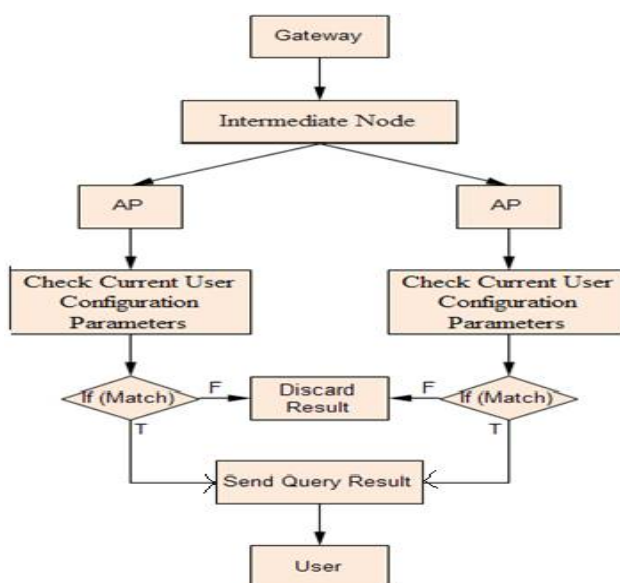 Gateway
Intermediate Node
AP
AP
Check Current User
Configuration
Parameters
Check Current User
Configuration
Parameters
If (Match)
F
Discard
Result
F
If (Match)
T
T
Send Query Result
User